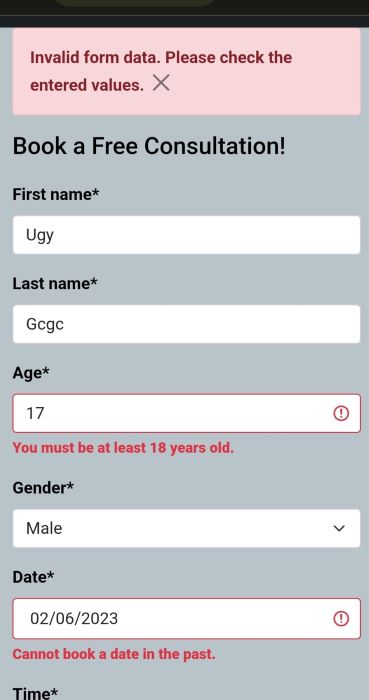 Invalid form data. Please check the
entered values.
Book a Free Consultation!
First name*
Ugy
Last name*
Gcgc
Age*
17
You must be at least 18 years old.
Gender*
Male
Date*
02/06/2023
Cannot book a date in the past.
Time*